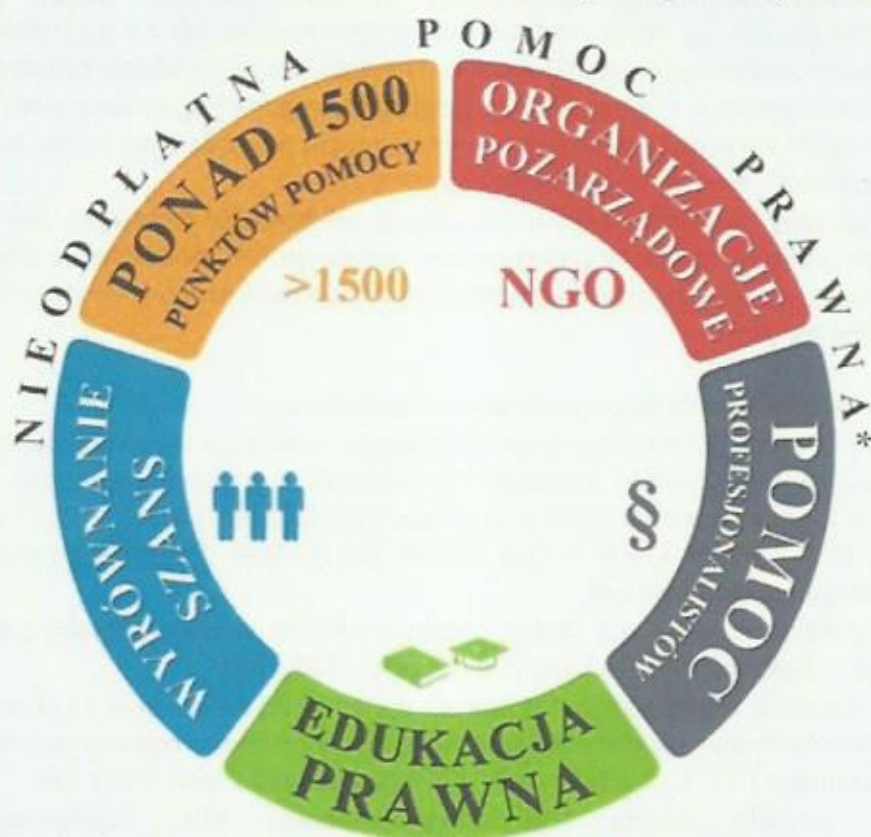 NIEODPŁATNA POMOC PRAWNA*
PONAD 1500
PUNKTÓW POMOCY
>1500
ORGANIZACJE
POZARZĄDOWE
NGO
POMOC
PROFESJONALISTÓW
§
EDUKACJA
PRAWNA
WYRÓWNANIE
SZANS